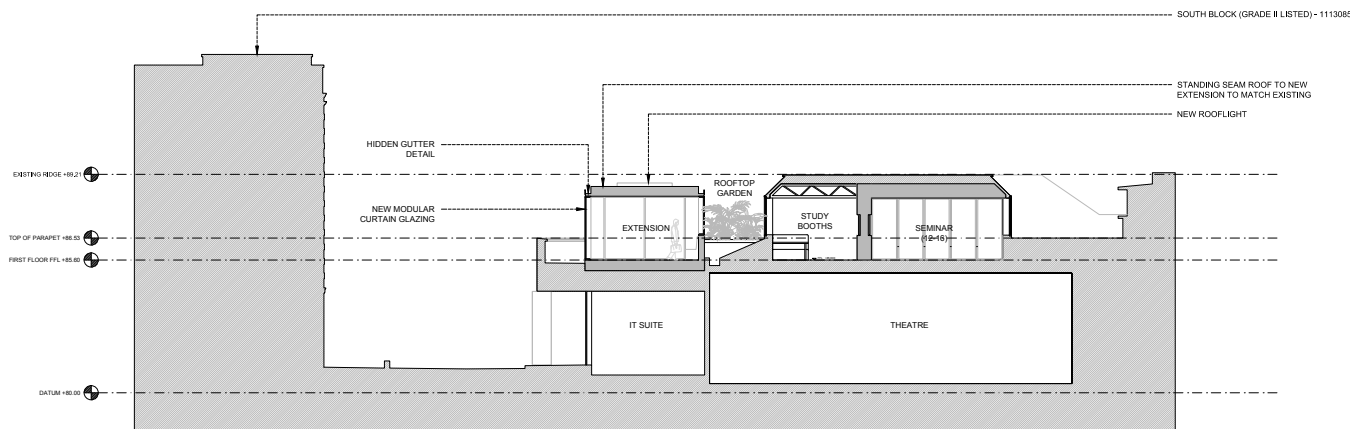 SOUTH BLOCK (GRADE II LISTED) - 1113085
STANDING SEAM ROOF TO NEW
EXTENSION TO MATCH EXISTING
NEW ROOFLIGHT
HIDDEN GUTTER
DETAIL
EXISTING RIDGE +89.21
ROOFTOP
GARDEN
NEW MODULAR
CURTAIN GLAZING
EXTENSION
STUDY
BOOTHS
SEMINAR
(12-16)
TOP OF PARAPET +86.53
FIRST FLOOR FFL +85.60
IT SUITE
THEATRE
DATUM +80.00